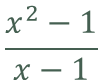 x² − 1
x − 1